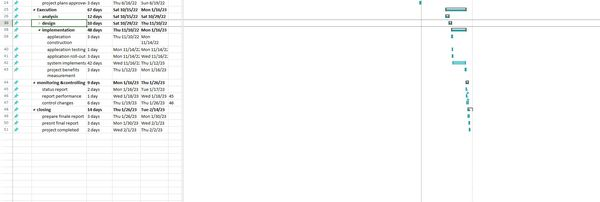 14 project plans approve 3 days Thu 6/16/22 Sun 6/19/22
Execution 67 days Sat 10/15/22 Mon 1/16/23
analysis 12 days Sat 10/15/22 Sat 10/29/22
design 10 days Sat 10/29/22 Thu 11/10/22
implementation 48 days Thu 11/10/22 Mon 1/16/23
application construction 3 days Thu 11/10/22 Mon 11/14/22
40 application testing 1 day Mon 11/14/22 Mon 11/14/22
41 application roll-out 3 days Mon 11/14/22 Wed 11/16/22
42 system implementa 42 days Wed 11/16/22 Thu 1/12/23
43 project benefits measurement 3 days Thu 1/12/23 Mon 1/16/23
44 monitoring &controlling 9 days Mon 1/16/23 Thu 1/26/23
45 status report 2 days Mon 1/16/23 Tue 1/17/23
46 report performance 1 day Wed 1/18/23 Wed 1/18/23 45
47 control changes 6 days Thu 1/19/23 Thu 1/26/23 46
48 closing 14 days Thu 1/26/23 Thu 2/2/23
49 prepare finale report 3 days Thu 1/26/23 Mon 1/30/23
50 presnt final report 3 days Mon 1/30/23 Wed 2/1/23
51 project completed 2 days Wed 2/1/23 Thu 2/2/23